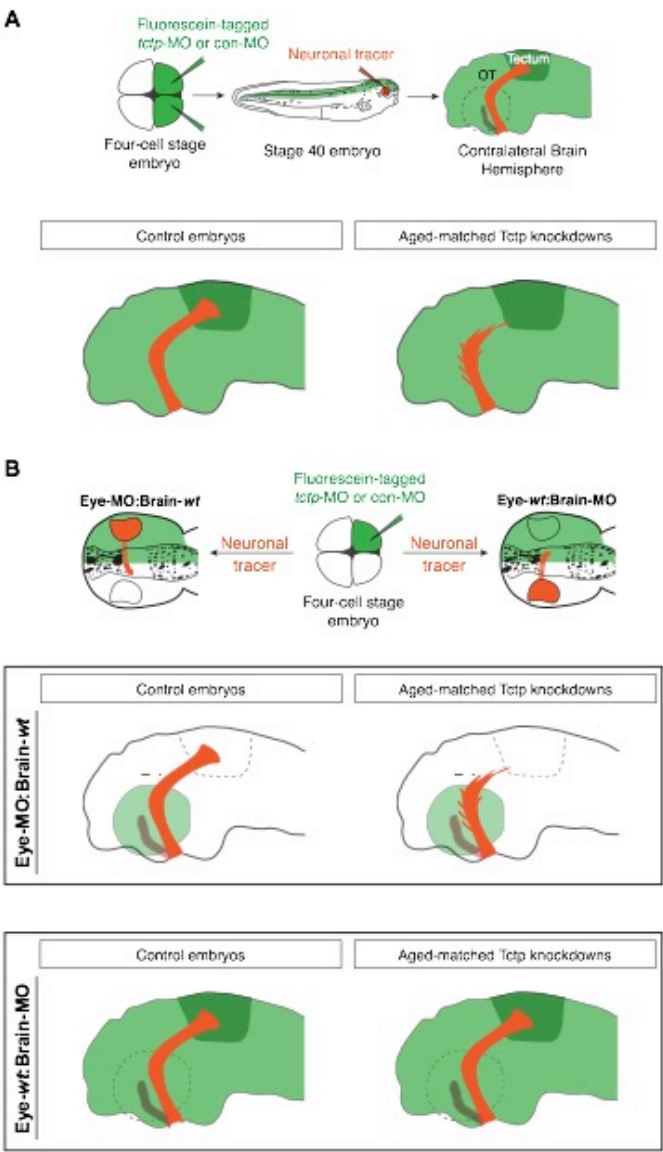 A
Fluorescein-tagged
tctp-MO or con-MO
Neuronal tracer
Tectum
OT
Four-cell stage
embryo
Stage 40 embryo
Contralateral Brain
Hemisphere
Control embryos
Aged-matched Tctp knockdowns
B
Eye-MO:Brain-wt
Fluorescein-tagged
tctp-MO or con-MO
Eye-wt:Brain-MO
Neuronal
tracer
Neuronal
tracer
Four-cell stage
embryo
Eye-MO:Brain-wt
Control embryos
Aged-matched Tctp knockdowns
Eye-wt:Brain-MO
Control embryos
Aged-matched Tctp knockdowns